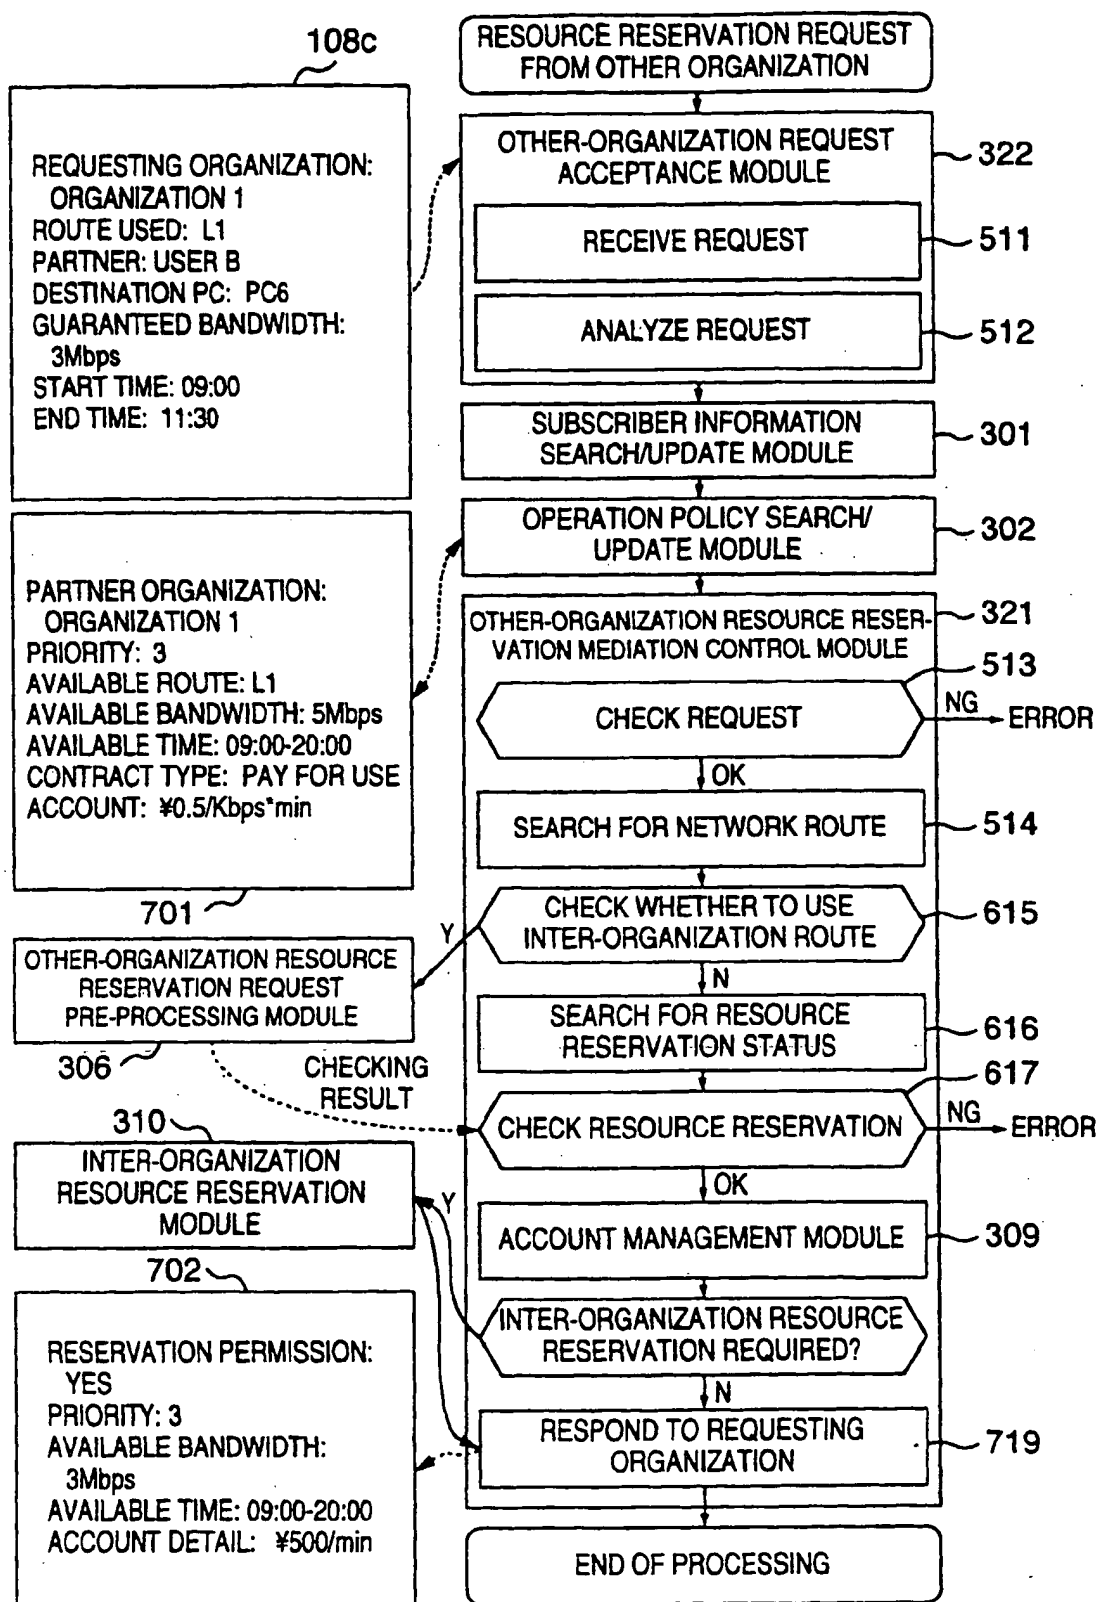 108c
REQUESTING ORGANIZATION:
ORGANIZATION 1
ROUTE USED: L1
PARTNER: USER B
DESTINATION PC: PC6
GUARANTEED BANDWIDTH:
3Mbps
START TIME: 09:00
END TIME: 11:30
PARTNER ORGANIZATION:
ORGANIZATION 1
PRIORITY: 3
AVAILABLE ROUTE: L1
AVAILABLE BANDWIDTH: 5Mbps
AVAILABLE TIME: 09:00-20:00
CONTRACT TYPE: PAY FOR USE
ACCOUNT: ¥0.5/Kbps*min
701
OTHER-ORGANIZATION RESOURCE
RESERVATION REQUEST
PRE-PROCESSING MODULE
306
CHECKING
RESULT
310
INTER-ORGANIZATION
RESOURCE RESERVATION
MODULE
702
RESERVATION PERMISSION:
YES
PRIORITY: 3
AVAILABLE BANDWIDTH:
3Mbps
AVAILABLE TIME: 09:00-20:00
ACCOUNT DETAIL: ¥500/min
RESOURCE RESERVATION REQUEST
FROM OTHER ORGANIZATION
OTHER-ORGANIZATION REQUEST
ACCEPTANCE MODULE
322
RECEIVE REQUEST
511
ANALYZE REQUEST
512
SUBSCRIBER INFORMATION
SEARCH/UPDATE MODULE
301
OPERATION POLICY SEARCH/
UPDATE MODULE
302
OTHER-ORGANIZATION RESOURCE RESER-
VATION MEDIATION CONTROL MODULE
321
513
CHECK REQUEST
NG
ERROR
OK
SEARCH FOR NETWORK ROUTE
514
CHECK WHETHER TO USE
INTER-ORGANIZATION ROUTE
615
Y
N
SEARCH FOR RESOURCE
RESERVATION STATUS
616
617
CHECK RESOURCE RESERVATION
NG
ERROR
OK
ACCOUNT MANAGEMENT MODULE
309
Y
INTER-ORGANIZATION RESOURCE
RESERVATION REQUIRED?
N
RESPOND TO REQUESTING
ORGANIZATION
719
END OF PROCESSING